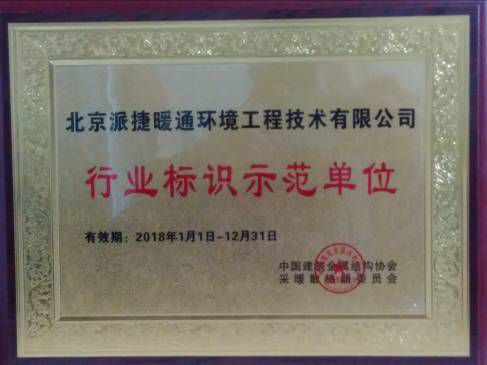 北京派捷暖通环境工程技术有限公司
行业标识示范单位
有效期：2018年1月1日-12月31日
中国建筑金属结构协会
采暖散热器委员会